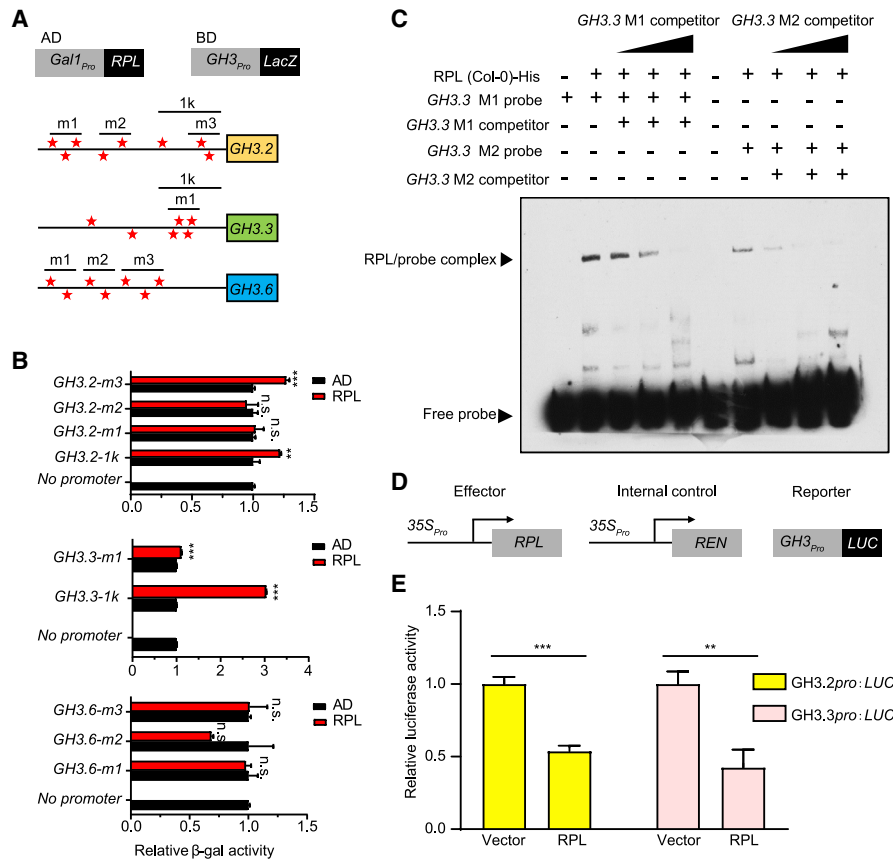 A
AD
BD
Gal1Pro RPL
GH3Pro LacZ
1k
m1 m2 m3
GH3.2
1k
m1
GH3.3
m1 m2 m3
GH3.6
B
GH3.2-m3
GH3.2-m2
GH3.2-m1
GH3.2-1k
No promoter
***
n.s.
n.s.
**
AD
RPL
0 0.5 1.0 1.5
GH3.3-m1
GH3.3-1k
No promoter
***
***
AD
RPL
0 1 2 3 4
GH3.6-m3
GH3.6-m2
GH3.6-m1
No promoter
n.s.
n.s.
n.s.
AD
RPL
0 0.5 1.0 1.5
Relative β-gal activity
C
GH3.3 M1 competitor
GH3.3 M2 competitor
RPL (Col-0)-His - + + + + - + + + +
GH3.3 M1 probe + + + + + - - - - -
GH3.3 M1 competitor - - + + + - - - - -
GH3.3 M2 probe - - - - - - + + + +
GH3.3 M2 competitor - - - - - - - + + +
RPL/probe complex
Free probe
D
Effector
Internal control
Reporter
35SPro RPL
35SPro REN
GH3Pro LUC
E
Relative luciferase activity
1.5
1.0
0.5
0.0
***
**
Vector RPL Vector RPL
GH3.2pro:LUC
GH3.3pro:LUC